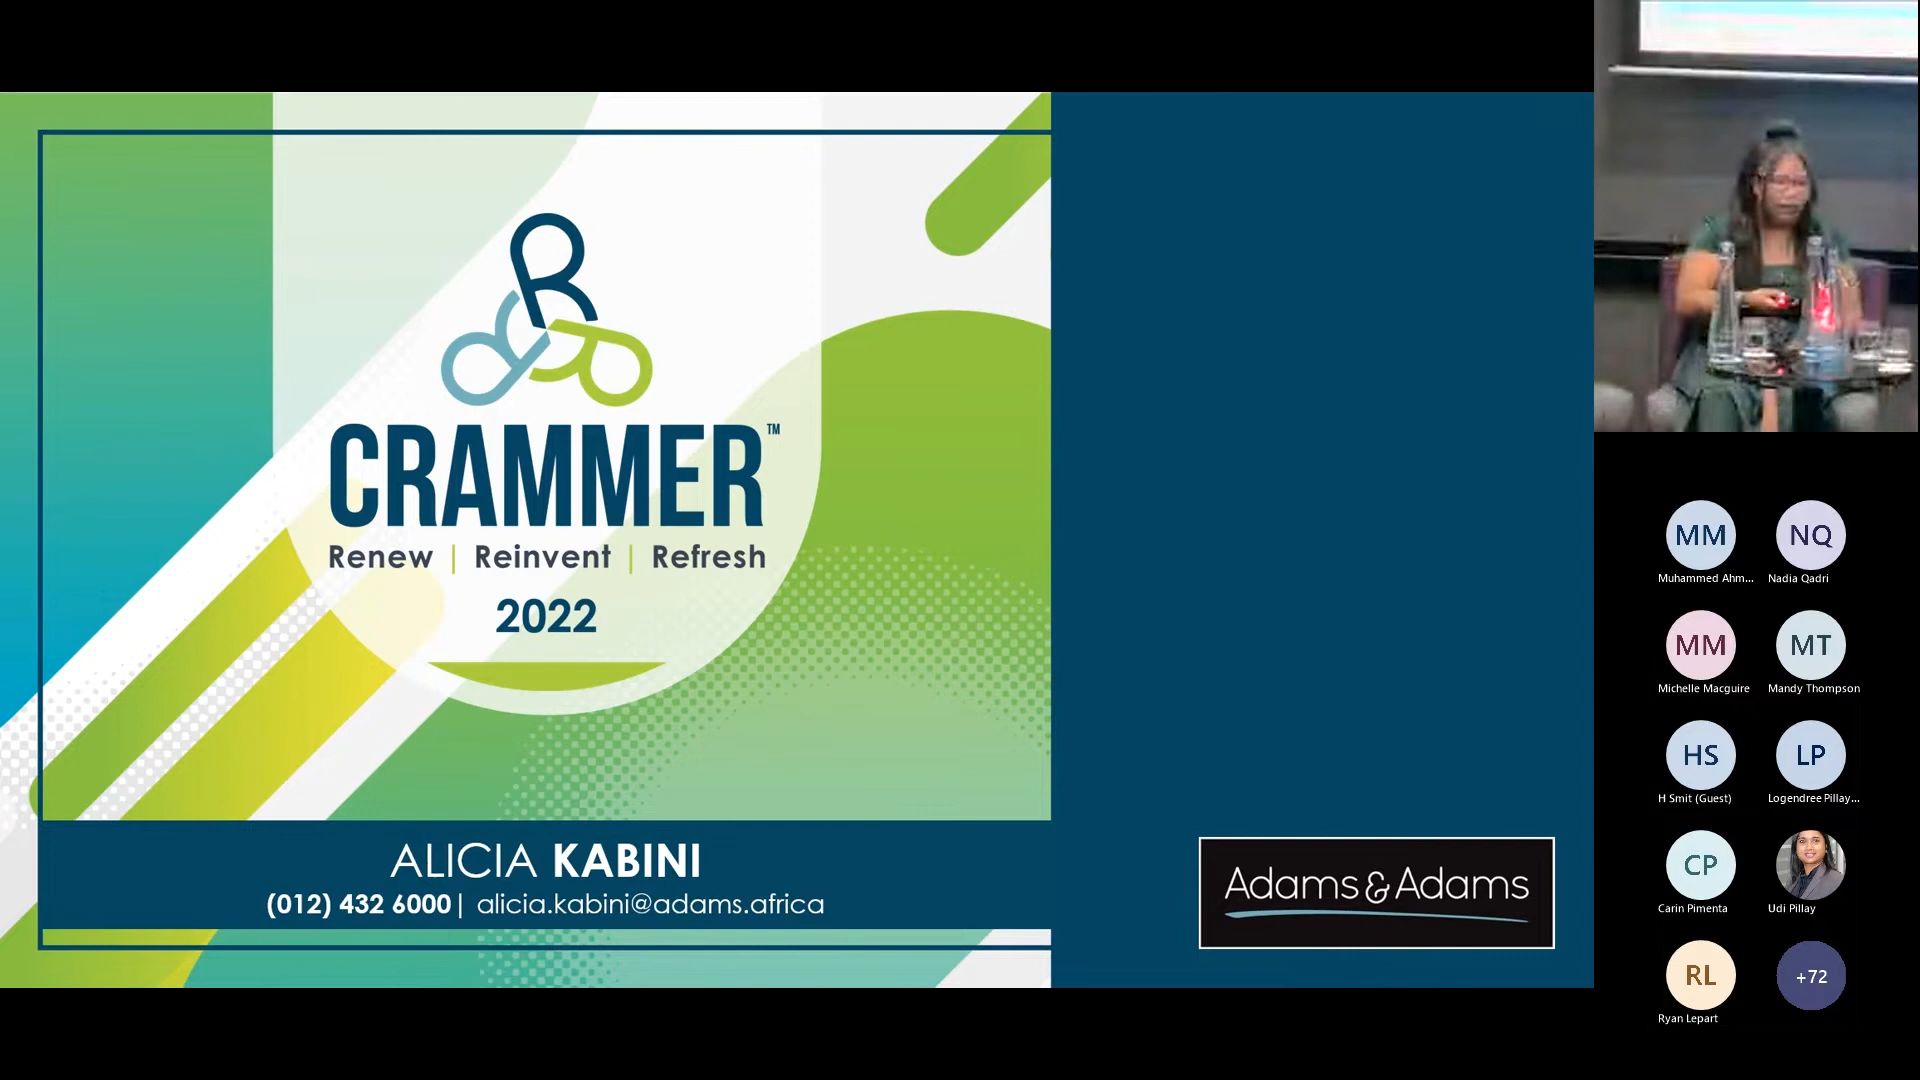 CRAMMER™
Renew | Reinvent | Refresh
2022
ALICIA KABINI
(012) 432 6000 | alicia.kabini@adams.africa
Adams & Adams
MM
NQ
Muhammed Ahm...
Nadia Qadri
MM
MT
Michelle Macguire
Mandy Thompson
HS
LP
H Smit (Guest)
Logendree Pillay...
CP
Carin Pimenta
Udi Pillay
RL
+72
Ryan Lepart